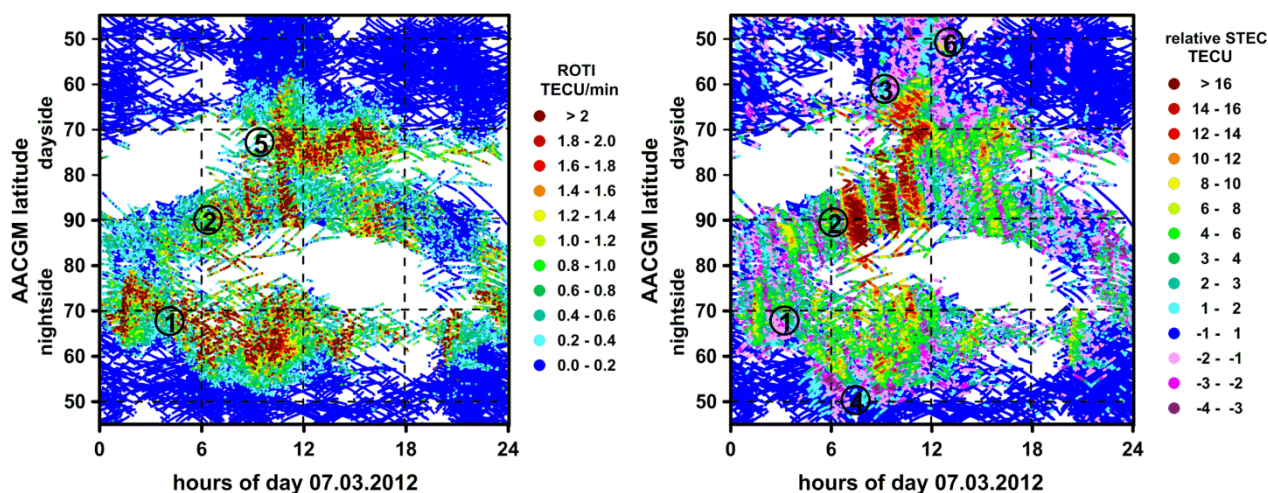 50
60
70
80
90
80
70
60
50
dayside
AACGM latitude
nightside
0
6
12
18
24
hours of day 07.03.2012
5
2
1
ROTI
TECU/min
> 2
1.8 - 2.0
1.6 - 1.8
1.4 - 1.6
1.2 - 1.4
1.0 - 1.2
0.8 - 1.0
0.6 - 0.8
0.4 - 0.6
0.2 - 0.4
0.0 - 0.2
50
60
70
80
90
80
70
60
50
dayside
AACGM latitude
nightside
0
6
12
18
24
hours of day 07.03.2012
6
3
2
1
4
relative STEC
TECU
> 16
14 - 16
12 - 14
10 - 12
8 - 10
6 - 8
4 - 6
3 - 4
2 - 3
1 - 2
-1 - 1
-2 - -1
-3 - -2
-4 - -3